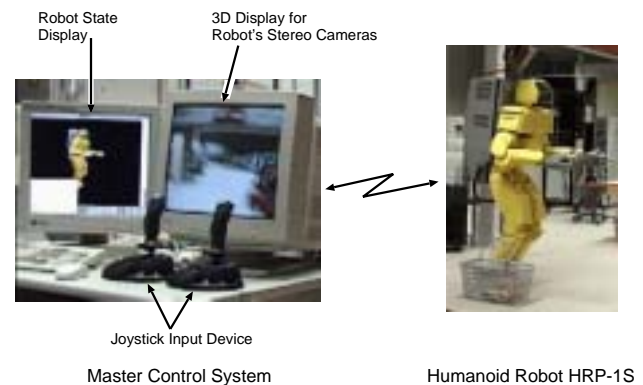 Robot State
Display
3D Display for
Robot's Stereo Cameras
Joystick Input Device
Master Control System
Humanoid Robot HRP-1S